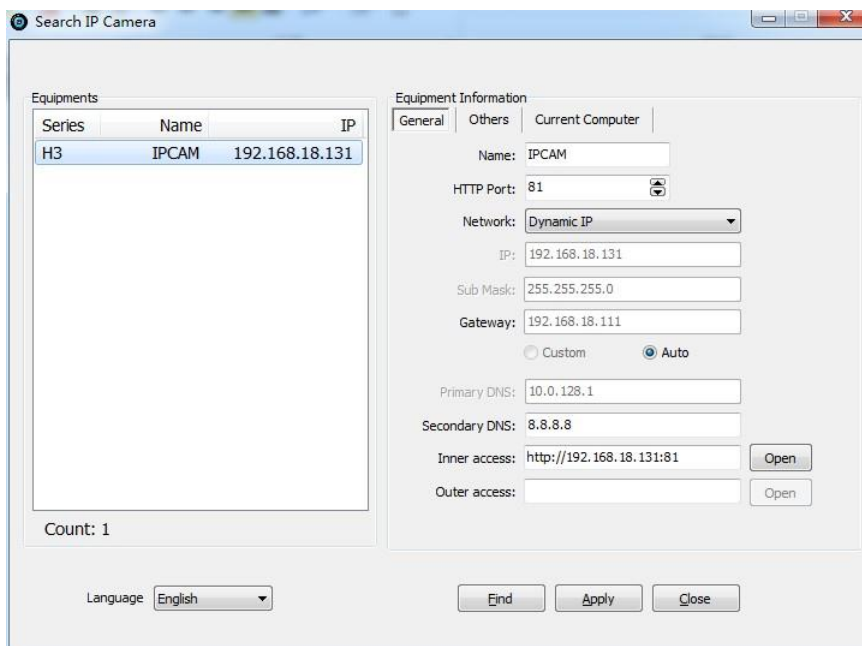 Search IP Camera
Equipments
Series Name IP
H3 IPCAM 192.168.18.131
Count: 1
Equipment Information
General Others Current Computer
Name: IPCAM
HTTP Port: 81
Network: Dynamic IP
IP: 192.168.18.131
Sub Mask: 255.255.255.0
Gateway: 192.168.18.111
Custom Auto
Primary DNS: 10.0.128.1
Secondary DNS: 8.8.8.8
Inner access: http://192.168.18.131:81 Open
Outer access: Open
Language English
Find Apply Close